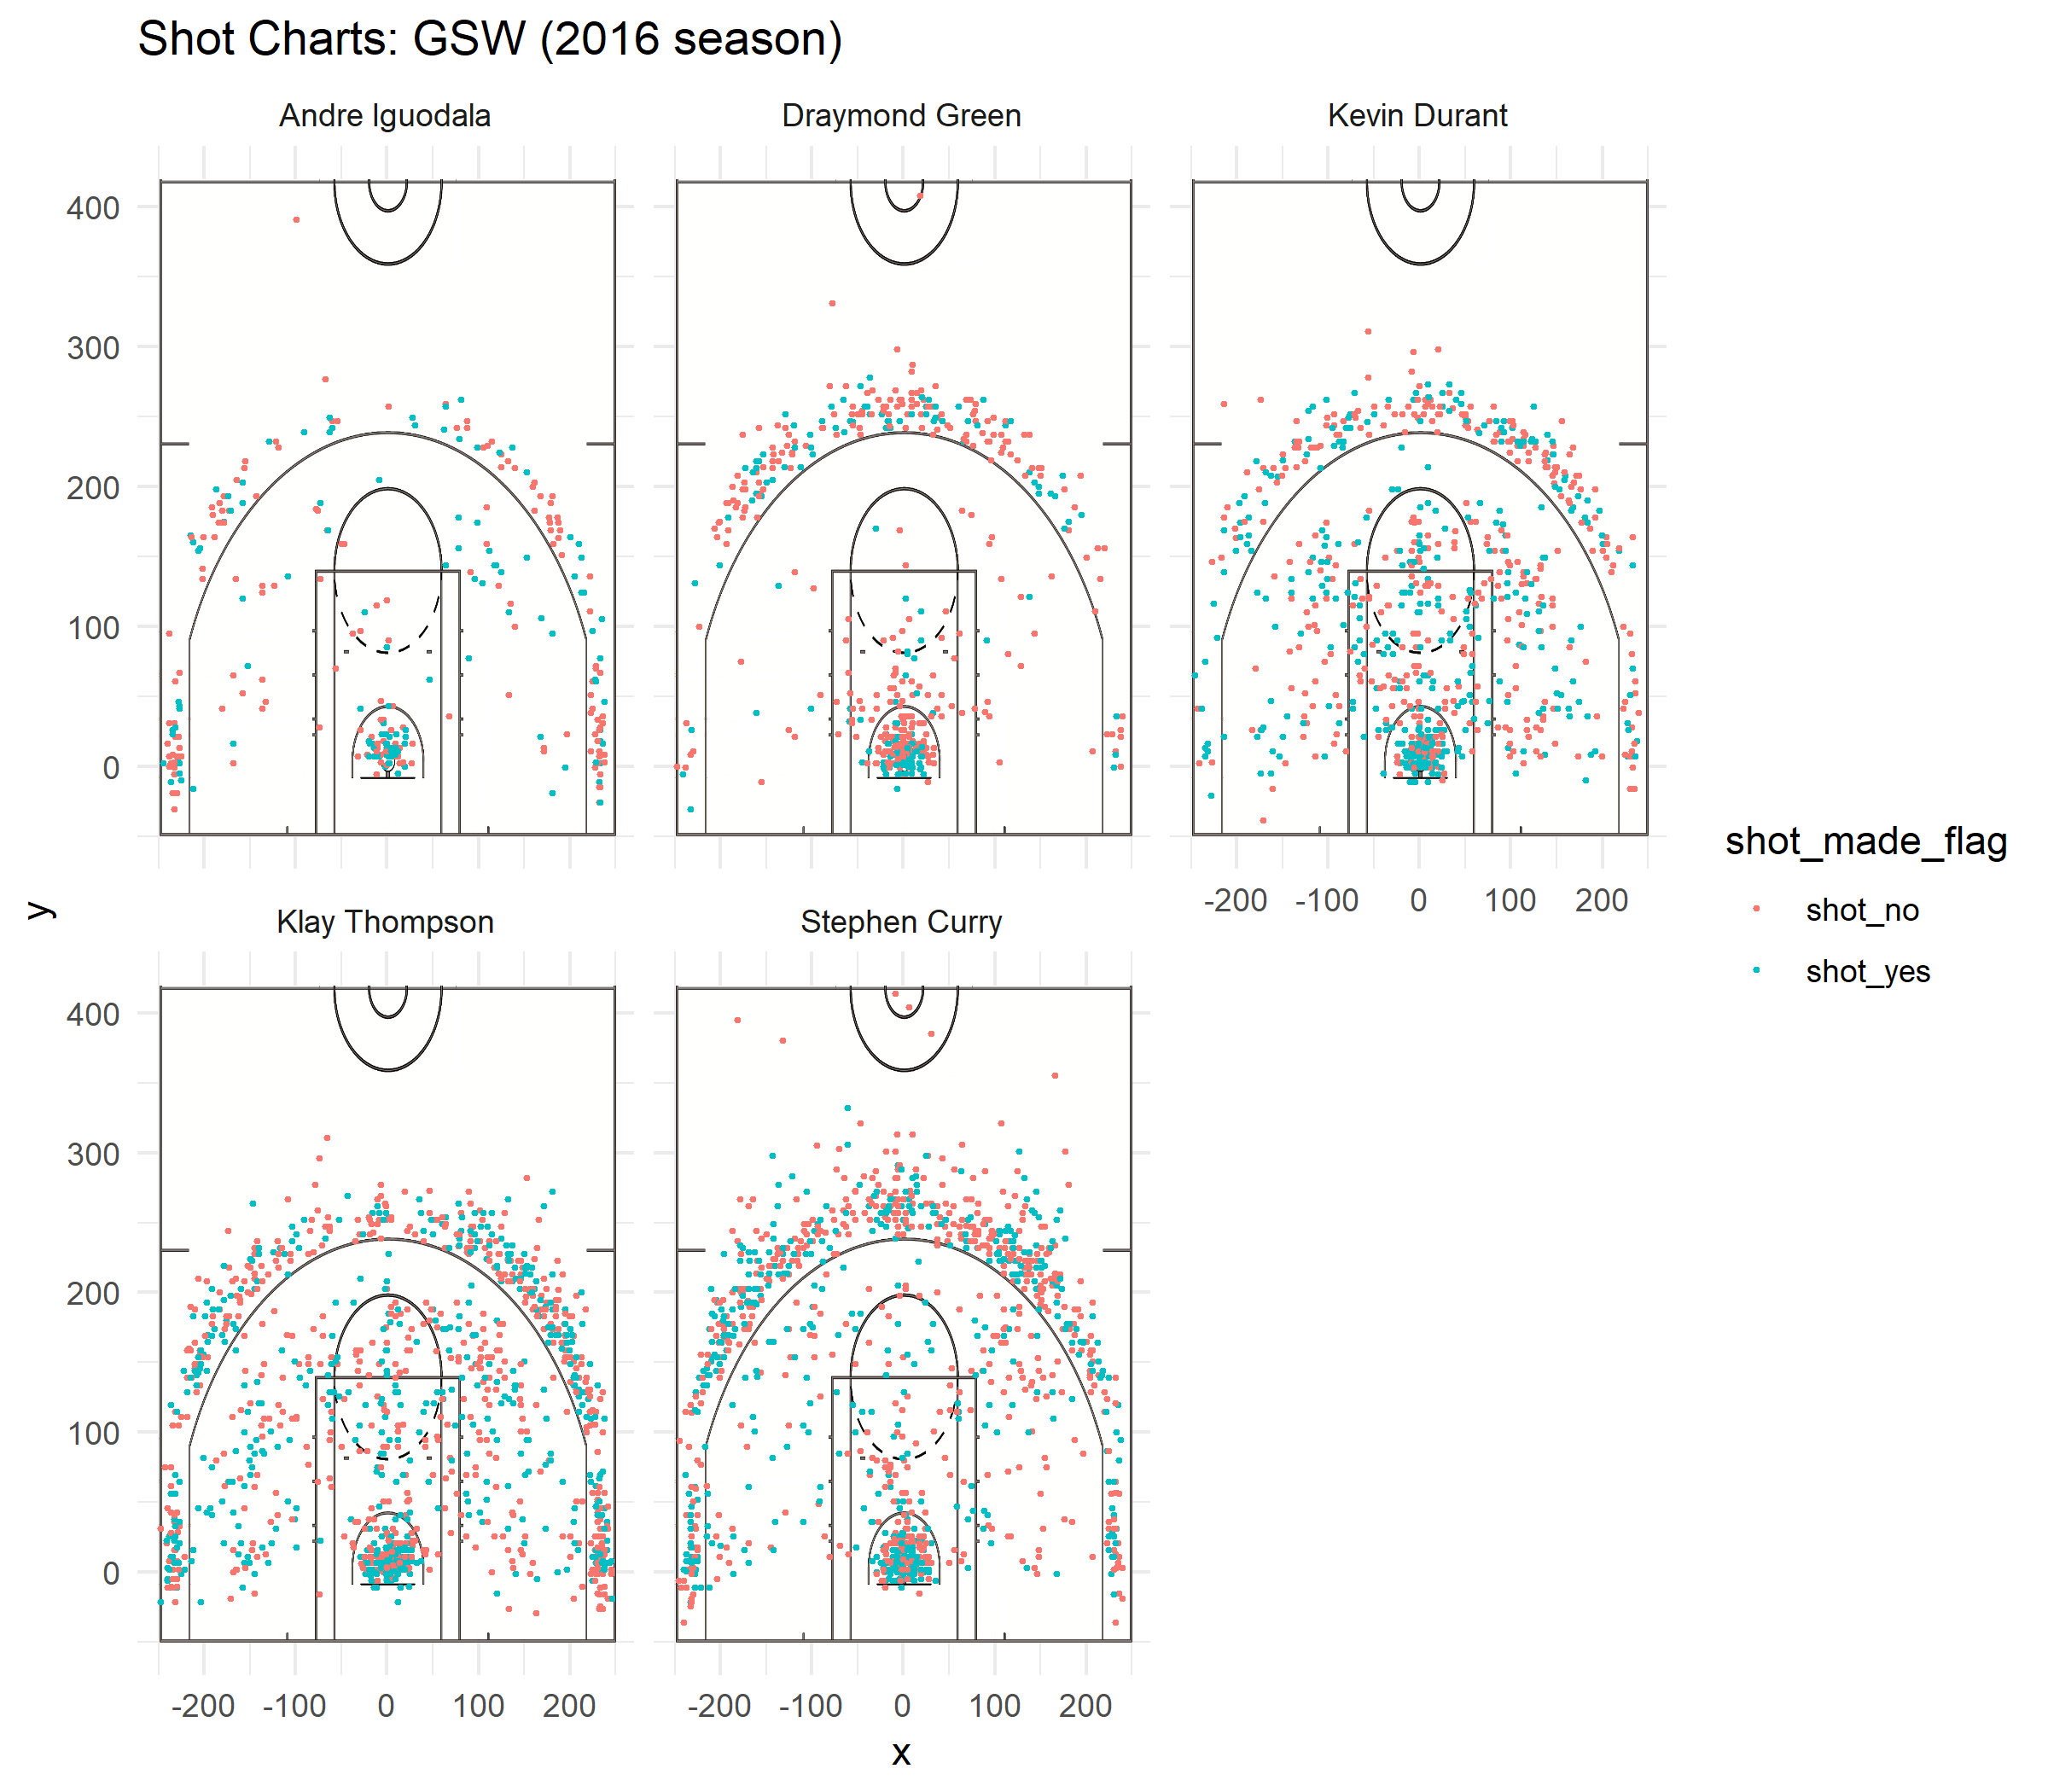 Shot Charts: GSW (2016 season)
Andre Iguodala
Draymond Green
Kevin Durant
400
300
200
100
0
-200 -100 0 100 200
shot_made_flag
shot_no
shot_yes
y
Klay Thompson
Stephen Curry
400
300
200
100
0
-200 -100 0 100 200
-200 -100 0 100 200
x